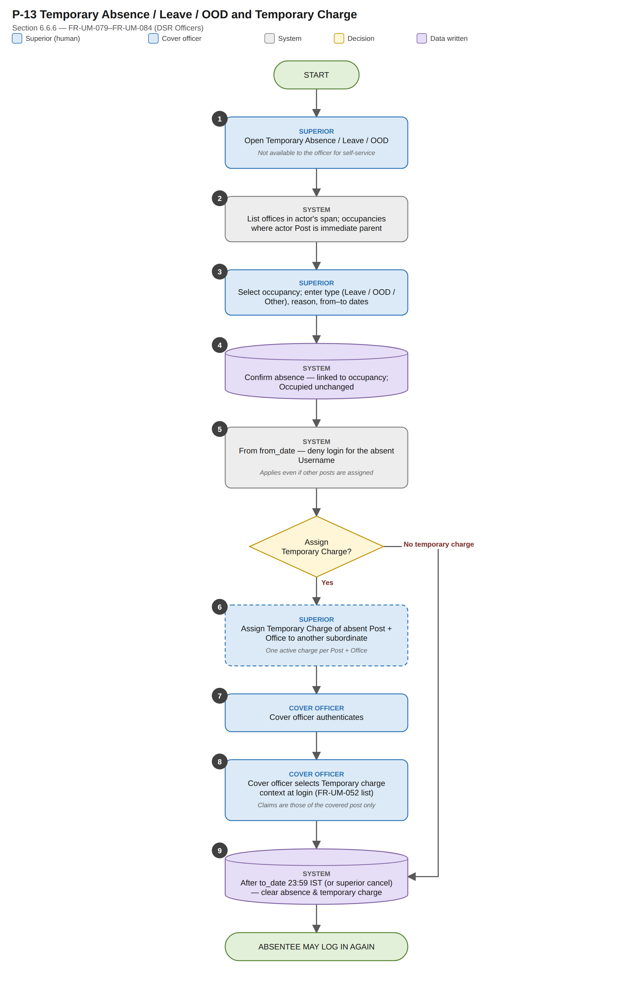 P-13 Temporary Absence / Leave / OOD and Temporary Charge
Section 6.6.6 — FR-UM-079–FR-UM-084 (DSR Officers)
Superior (human)
Cover officer
System
Decision
Data written
START
1
SUPERIOR
Open Temporary Absence / Leave / OOD
Not available to the officer for self-service
2
SYSTEM
List offices in actor's span; occupancies
where actor Post is immediate parent
3
SUPERIOR
Select occupancy; enter type (Leave / OOD /
Other), reason, from–to dates
4
SYSTEM
Confirm absence — linked to occupancy;
Occupied unchanged
5
SYSTEM
From from_date — deny login for the absent
Username
Applies even if other posts are assigned
Assign
Temporary Charge?
No temporary charge
Yes
6
SUPERIOR
Assign Temporary Charge of absent Post +
Office to another subordinate
One active charge per Post + Office
7
COVER OFFICER
Cover officer authenticates
8
COVER OFFICER
Cover officer selects Temporary charge
context at login (FR-UM-052 list)
Claims are those of the covered post only
9
SYSTEM
After to_date 23:59 IST (or superior cancel)
— clear absence & temporary charge
ABSENTEE MAY LOG IN AGAIN